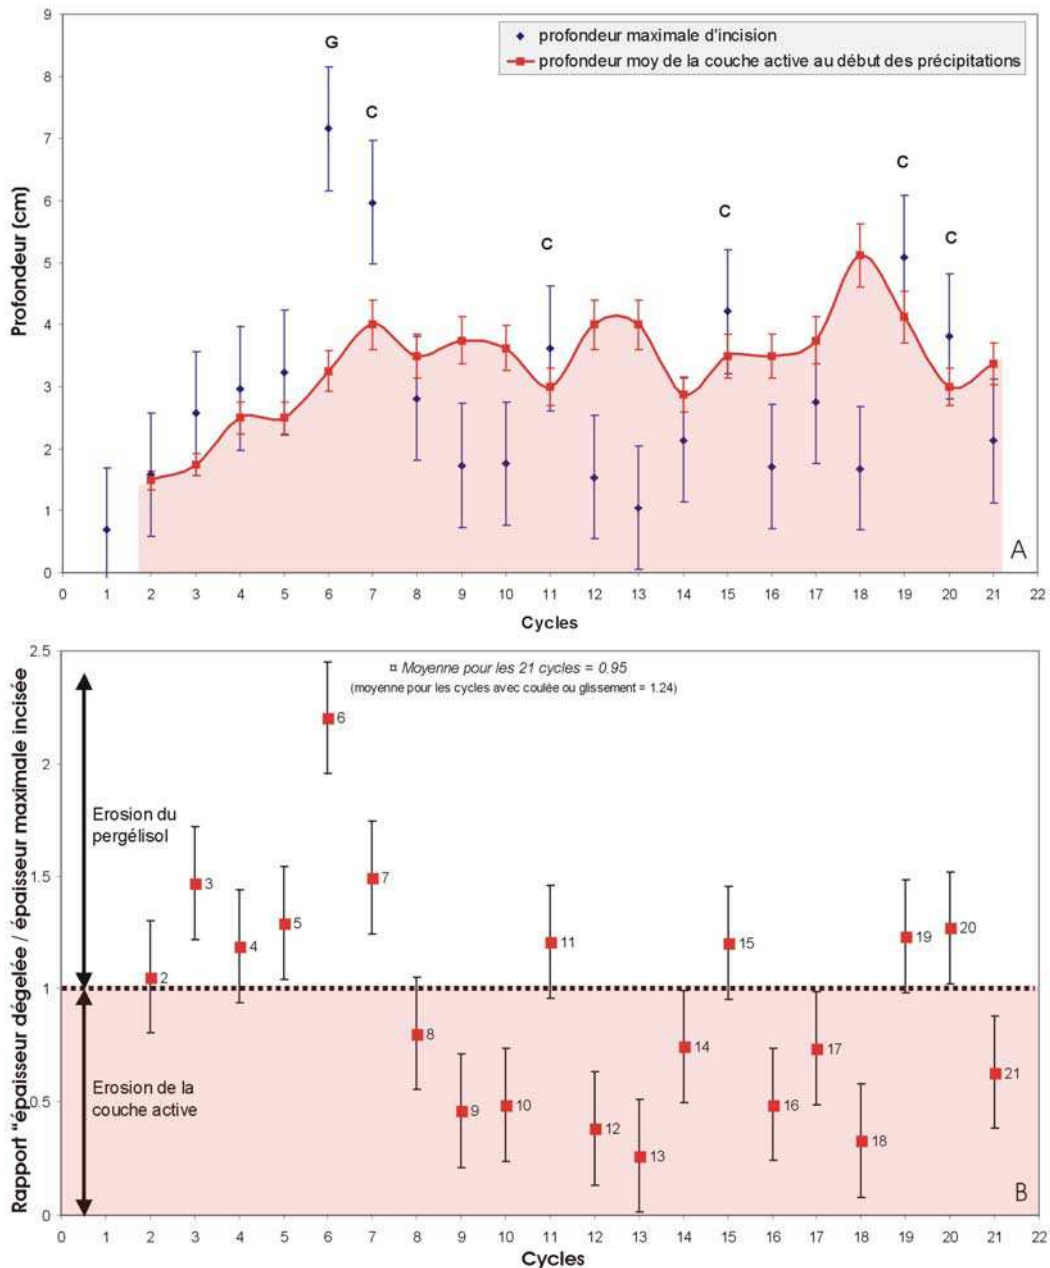 9
8
7
6
5
4
3
2
1
0
Profondeur (cm)
profondeur maximale d'incision
profondeur moy de la couche active au début des précipitations
G
C
C
C
C
C
A
0 1 2 3 4 5 6 7 8 9 10 11 12 13 14 15 16 17 18 19 20 21 22
Cycles
2.5
2
1.5
1
0.5
0
Rapport "épaisseur dégelée / épaisseur maximale incisée
¤ Moyenne pour les 21 cycles = 0.95
(moyenne pour les cycles avec coulée ou glissement = 1.24)
Erosion du
pergélisol
Erosion de la
couche active
2
3
4
5
6
7
8
9
10
11
12
13
14
15
16
17
18
19
20
21
B
0 1 2 3 4 5 6 7 8 9 10 11 12 13 14 15 16 17 18 19 20 21 22
Cycles